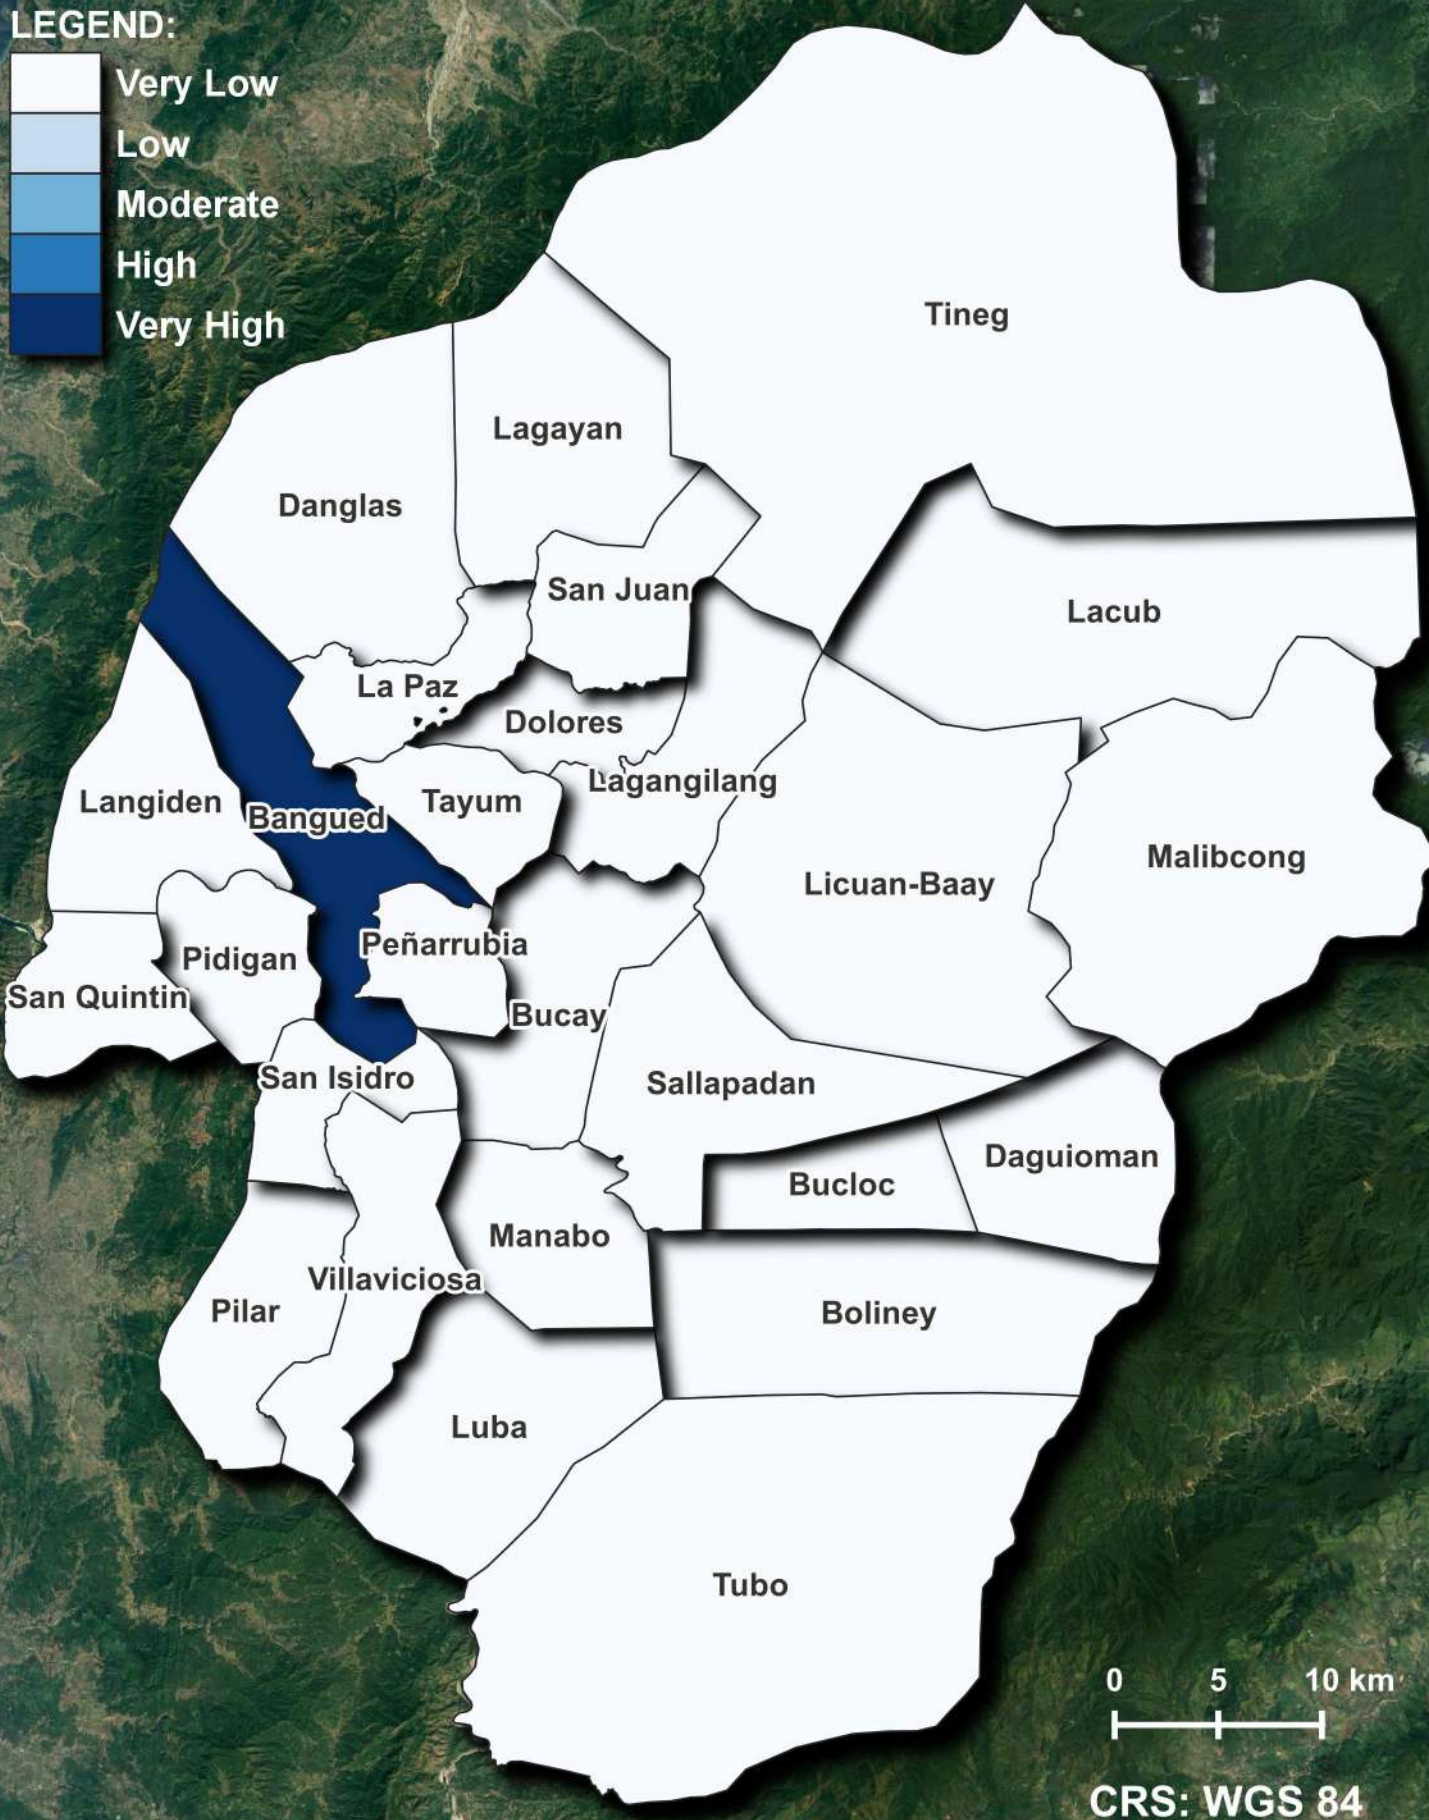 LEGEND:
Very Low
Low
Moderate
High
Very High
Tineg
Lagayan
Danglas
San Juan
Lacub
La Paz
Dolores
Lagangilang
Langiden
Bangued
Tayum
Malibcong
Licuan-Baay
Peñarrubia
Pidigan
San Quintin
Bucay
San Isidro
Sallapadan
Daguioman
Bucloc
Manabo
Villaviciosa
Pilar
Boliney
Luba
Tubo
0 5 10 km
CRS: WGS 84